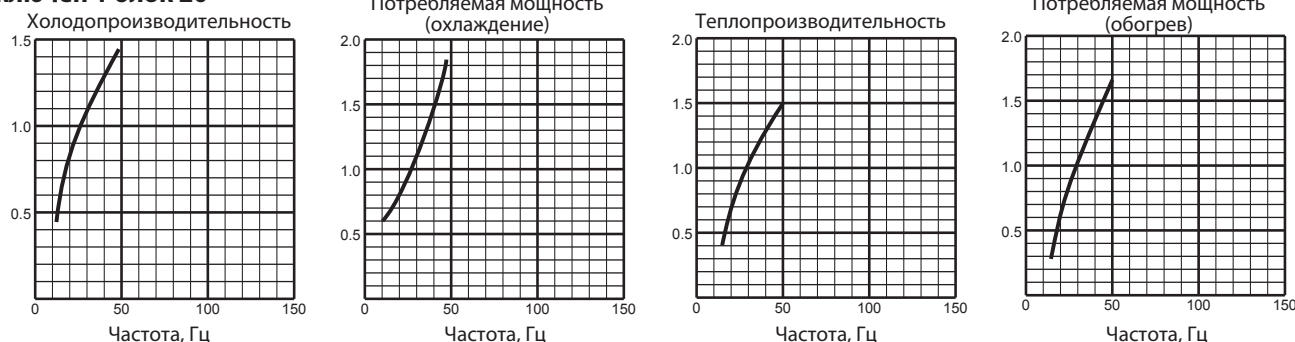 Холодопроизводительность
1.5
1.0
0.5
0 50 100 150
Частота, Гц
Потребляемая мощность
(охлаждение)
2.0
1.5
1.0
0.5
0 50 100 150
Частота, Гц
Теплопроизводительность
2.0
1.5
1.0
0.5
0 50 100 150
Частота, Гц
Потребляемая мощность
(обогрев)
2.0
1.5
1.0
0.5
0 50 100 150
Частота, Гц